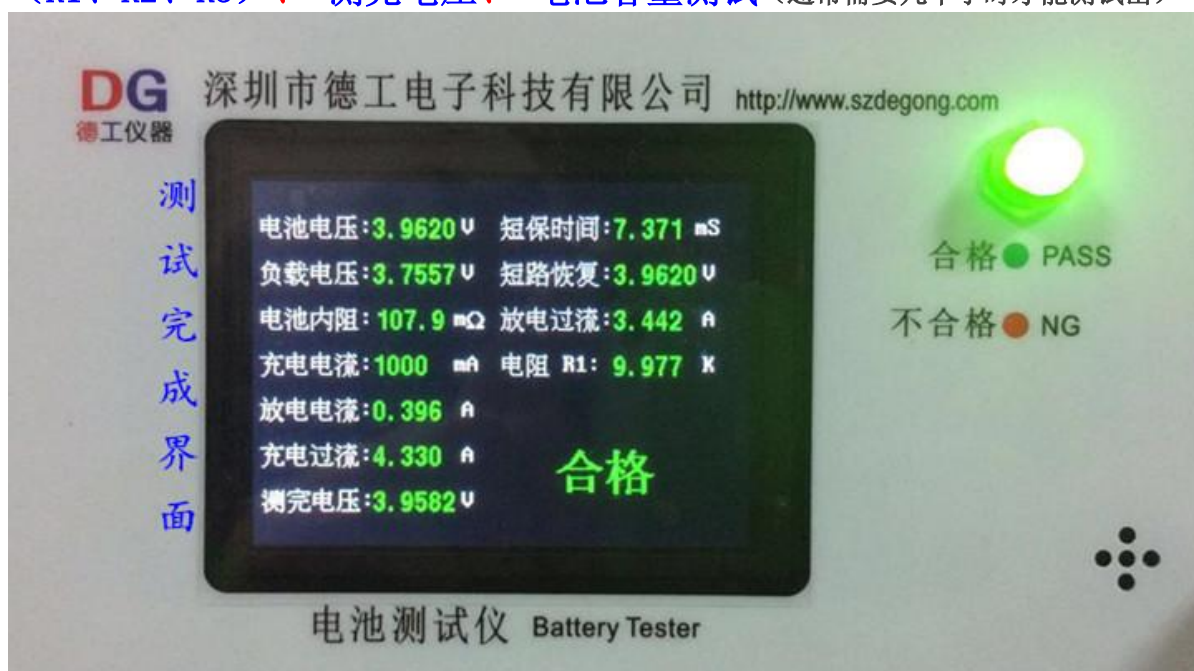 DG 深圳市德工电子科技有限公司 http://www.szdegong.com
德工仪器
测试完成界面
电池电压:3.9620V 短保时间:7.371 mS
负载电压:3.7557V 短路恢复:3.9620V
电池内阻:107.9mΩ 放电过流:3.442 A
充电电流:1000 mA 电阻 R1: 9.977 K
放电电流:0.396 A
充电过流:4.330 A
测完电压:3.9582V
合格
合格 PASS
不合格 NG
电池测试仪 Battery Tester